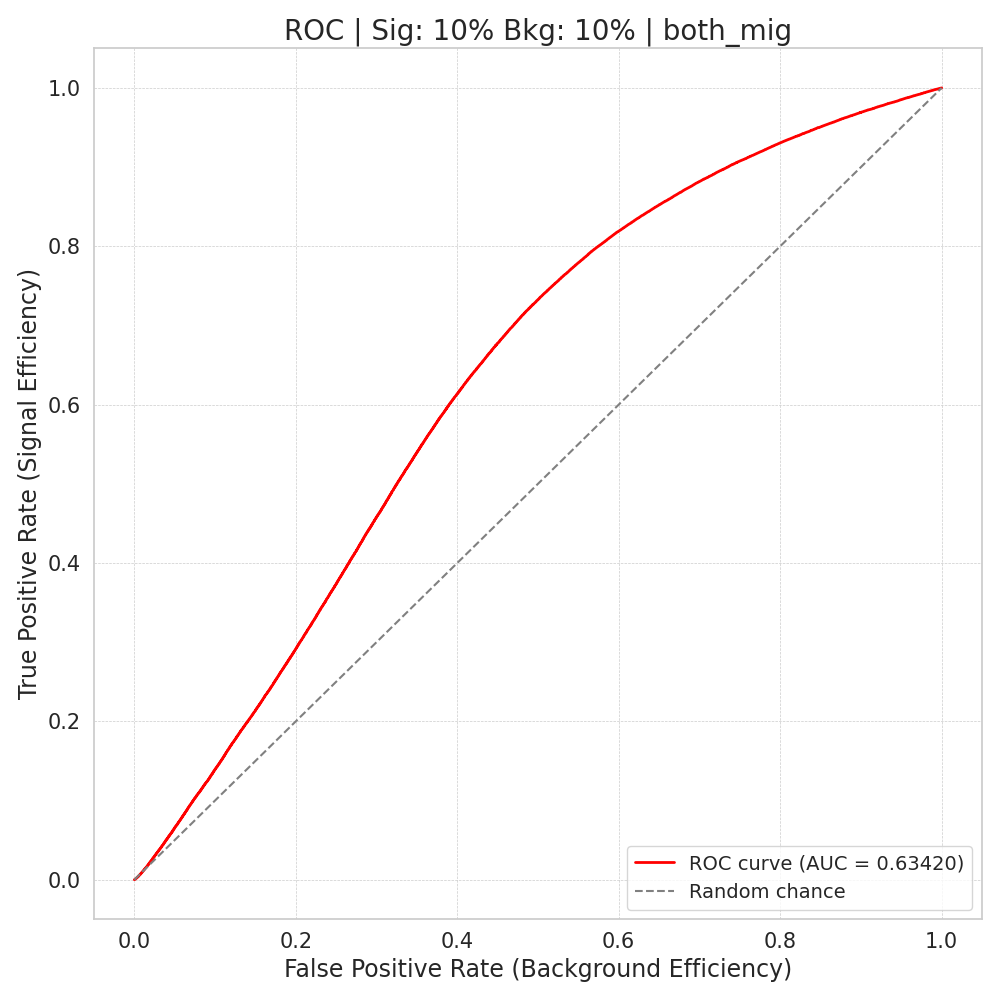 ROC | Sig: 10% Bkg: 10% | both_mig
True Positive Rate (Signal Efficiency)
1.0
0.8
0.6
0.4
0.2
0.0
ROC curve (AUC = 0.63420)
Random chance
0.0 0.2 0.4 0.6 0.8 1.0
False Positive Rate (Background Efficiency)